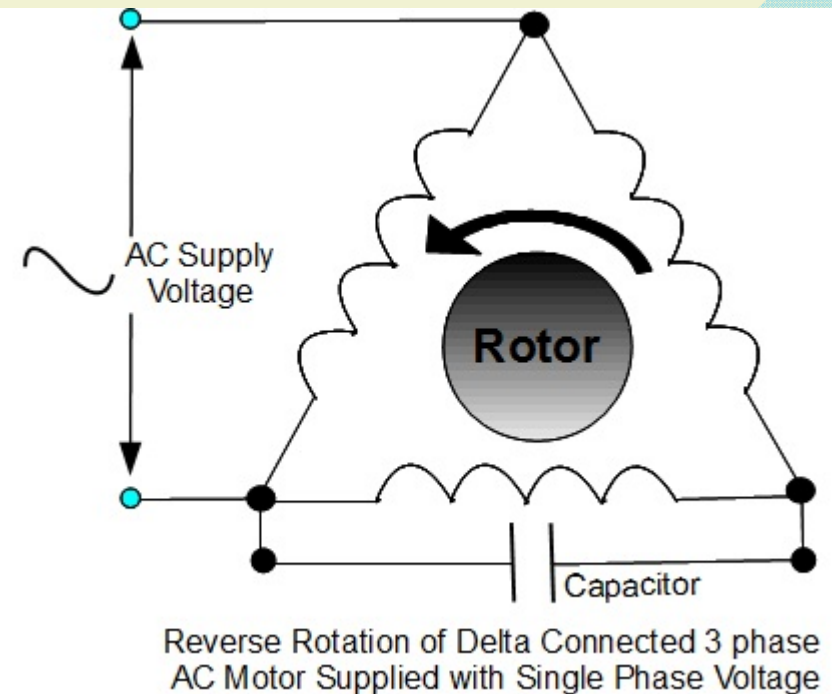 AC Supply
Voltage
Rotor
Capacitor
Reverse Rotation of Delta Connected 3 phase
AC Motor Supplied with Single Phase Voltage